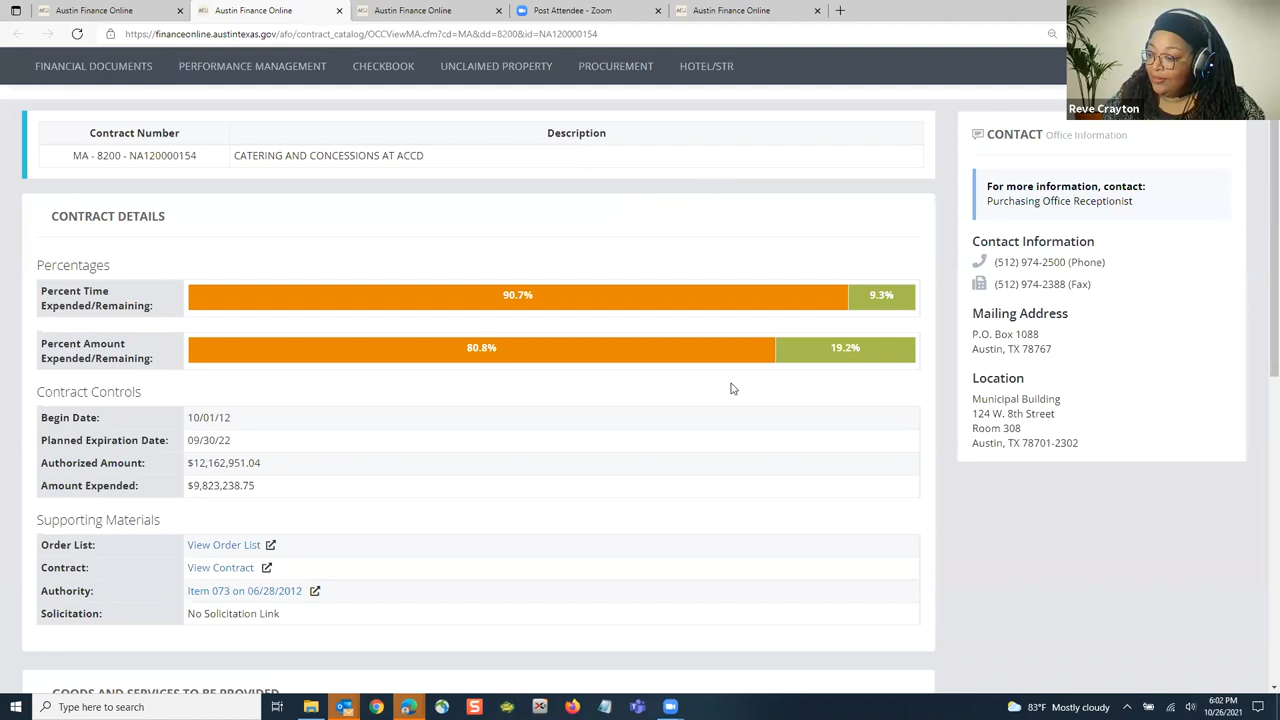 Austin Finance Online
Austin Finance Online
Austin Finance Online
Post Attendee - Zoom
Austin Finance Online
https://financeonline.austintexas.gov/afo/contract_catalog/OCCViewMA.cfm?cd=MA&dd=8200&id=NA120000154
FINANCIAL DOCUMENTS
PERFORMANCE MANAGEMENT
CHECKBOOK
UNCLAIMED PROPERTY
PROCUREMENT
HOTEL/STR
Reve Crayton
Contract Number
Description
MA - 8200 - NA120000154
CATERING AND CONCESSIONS AT ACCD
CONTRACT DETAILS
Percentages
Percent Time
Expended/Remaining:
90.7%
9.3%
Percent Amount
Expended/Remaining:
80.8%
19.2%
Contract Controls
Begin Date:
10/01/12
Planned Expiration Date:
09/30/22
Authorized Amount:
$12,162,951.04
Amount Expended:
$9,823,238.75
Supporting Materials
Order List:
View Order List
Contract:
View Contract
Authority:
Item 073 on 06/28/2012
Solicitation:
No Solicitation Link
GOODS AND SERVICES TO BE PROVIDED
CONTACT Office Information
For more information, contact:
Purchasing Office Receptionist
Contact Information
(512) 974-2500 (Phone)
(512) 974-2388 (Fax)
Mailing Address
P.O. Box 1088
Austin, TX 78767
Location
Municipal Building
124 W. 8th Street
Room 308
Austin, TX 78701-2302
Type here to search
83°F Mostly cloudy
6:02 PM
10/26/2021